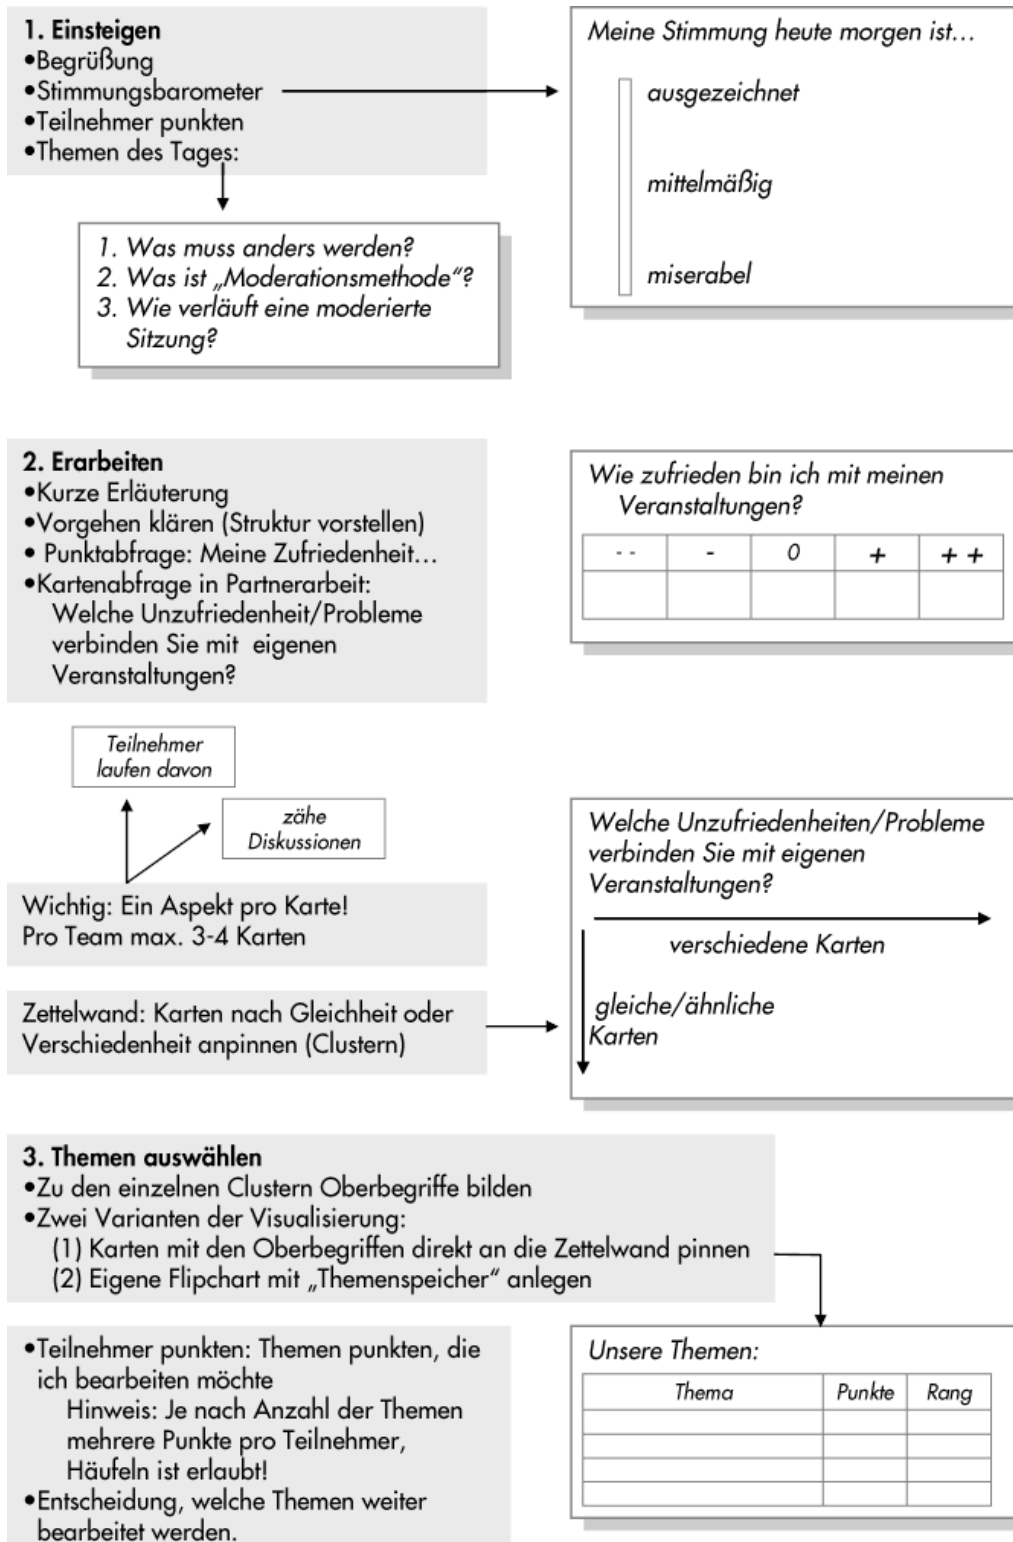 1. Einsteigen
•Begrüßung
•Stimmungsbarometer
•Teilnehmer punkten
•Themen des Tages:
Meine Stimmung heute morgen ist...
ausgezeichnet
mittelmäßig
miserabel
1. Was muss anders werden?
2. Was ist „Moderationsmethode“?
3. Wie verläuft eine moderierte
Sitzung?
2. Erarbeiten
•Kurze Erläuterung
•Vorgehen klären (Struktur vorstellen)
• Punktabfrage: Meine Zufriedenheit...
•Kartenabfrage in Partnerarbeit:
Welche Unzufriedenheit/Probleme
verbinden Sie mit eigenen
Veranstaltungen?
Wie zufrieden bin ich mit meinen
Veranstaltungen?
- - - 0 + + +
Teilnehmer
laufen davon
zähe
Diskussionen
Wichtig: Ein Aspekt pro Karte!
Pro Team max. 3-4 Karten
Zettelwand: Karten nach Gleichheit oder
Verschiedenheit anpinnen (Clustern)
Welche Unzufriedenheiten/Probleme
verbinden Sie mit eigenen
Veranstaltungen?
verschiedene Karten
gleiche/ähnliche
Karten
3. Themen auswählen
•Zu den einzelnen Clustern Oberbegriffe bilden
•Zwei Varianten der Visualisierung:
(1) Karten mit den Oberbegriffen direkt an die Zettelwand pinnen
(2) Eigene Flipchart mit „Themenspeicher“ anlegen
•Teilnehmer punkten: Themen punkten, die
ich bearbeiten möchte
Hinweis: Je nach Anzahl der Themen
mehrere Punkte pro Teilnehmer,
Häufeln ist erlaubt!
•Entscheidung, welche Themen weiter
bearbeitet werden.
Unsere Themen:
Thema Punkte Rang